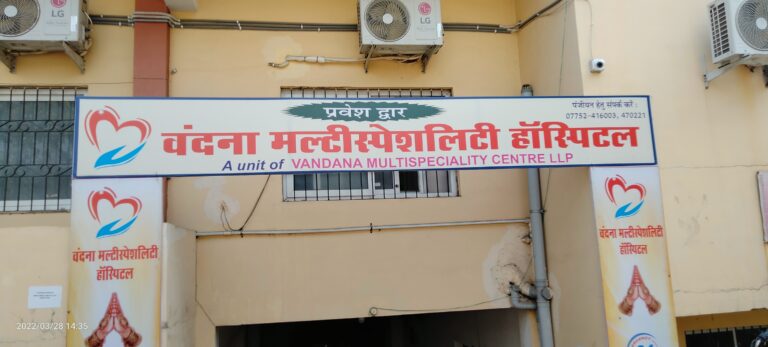 LG
LG
प्रवेश द्वार
पंजीयन हेतु संपर्क करें :
07752-416003, 470221
वंदना मल्टीस्पेशलिटी हॉस्पिटल
A unit of VANDANA MULTISPECIALITY CENTRE LLP
वंदना मल्टीस्पेशलिटी
हॉस्पिटल
वंदना मल्टीस्पेशलिटी
हॉस्पिटल
2022/03/28 14:35